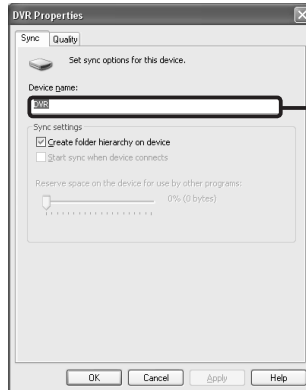 DVR Properties
Sync Quality
Set sync options for this device.
Device name:
DVR
Sync settings
Create folder hierarchy on device
Start sync when device connects
Reserve space on the device for use by other programs:
0% (0 bytes)
OK Cancel Apply Help